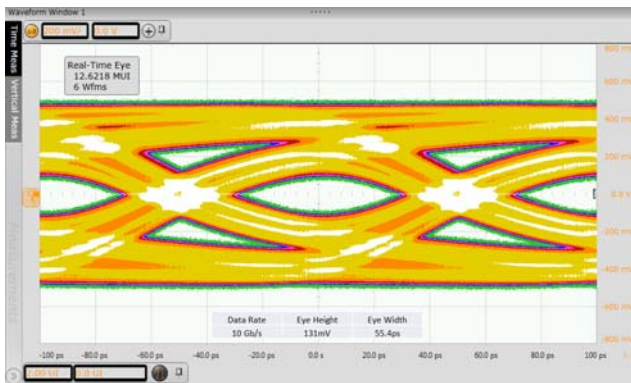 Waveform Window 1
Time Meas
Vertical Meas
200 mV/
0.0 V
Real-Time Eye
12.6218 MUI
6 Wfms
800 mV
400 mV
200 mV
0.0 V
-200 mV
-400 mV
-800 mV
Measurements
Data Rate Eye Height Eye Width
10 Gb/s 131mV 55.4ps
-100 ps -80.0 ps -60.0 ps -40.0 ps -20.0 ps 0.0 s 20.0 ps 40.0 ps 60.0 ps 80.0 ps 100 ps
2.00 UI 0.0 UI